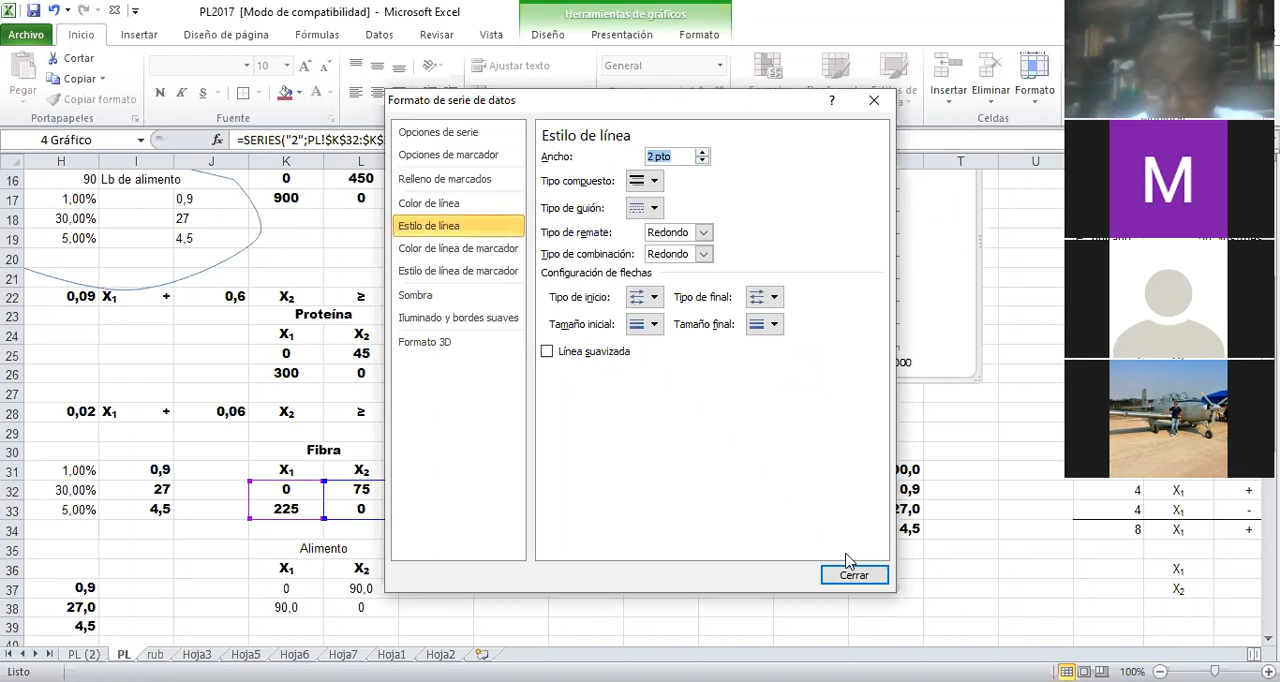 PL2017 [Modo de compatibilidad] - Microsoft Excel
Herramientas de gráficos
Archivo Inicio Insertar Diseño de página Fórmulas Datos Revisar Vista Diseño Presentación Formato
Cortar
Copiar
Copiar formato
Pegar
10
N K S
A A
Ajustar texto
General
Insertar Eliminar Formato
Portapapeles Fuente Celdas
4 Gráfico fx =SERIES("2";PL!$K$32:$K$
H I J K L T U
16 90 Lb de alimento 0 450
17 1,00% 0,9 900 0
18 30,00% 27
19 5,00% 4,5
20
21
22 0,09 X₁ + 0,6 X₂ ≥
23 Proteína
24 X₁ X₂
25 0 45
26 300 0
27
28 0,02 X₁ + 0,06 X₂ ≥
29
30 Fibra
31 1,00% 0,9 X₁ X₂
32 30,00% 27 0 75
33 5,00% 4,5 225 0
34
35 Alimento
36 X₁ X₂
37 0,9 0 90,0
38 27,0 90,0 0
39 4,5
Formato de serie de datos
?
Opciones de serie
Opciones de marcador
Relleno de marcados
Color de línea
Estilo de línea
Color de línea de marcador
Estilo de línea de marcador
Sombra
Iluminado y bordes suaves
Formato 3D
Estilo de línea
Ancho: 2 pto
Tipo compuesto:
Tipo de guión:
Tipo de remate: Redondo
Tipo de combinación: Redondo
Configuración de flechas
Tipo de inicio: Tipo de final:
Tamaño inicial: Tamaño final:
Línea suavizada
Cerrar
000
90,0
0,9
27,0
4,5
4 X₁ +
4 X₁ -
8 X₁ +
X₁
X₂
M
PL (2) PL rub Hoja3 Hoja5 Hoja6 Hoja7 Hoja1 Hoja2
Listo
100%